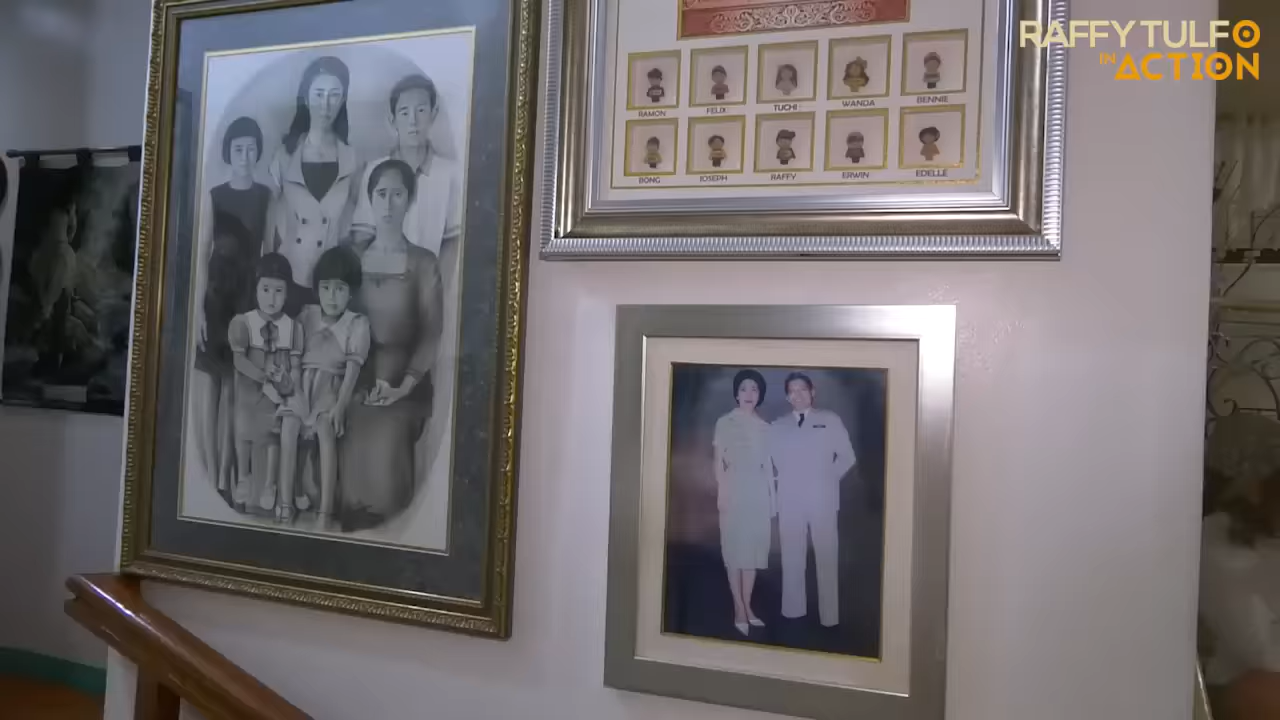 RAFFY TULFO
IN ACTION
RAMON FELIX TUCHI WANDA BENNIE
BONG JOSEPH RAFFY ERWIN EDELLE